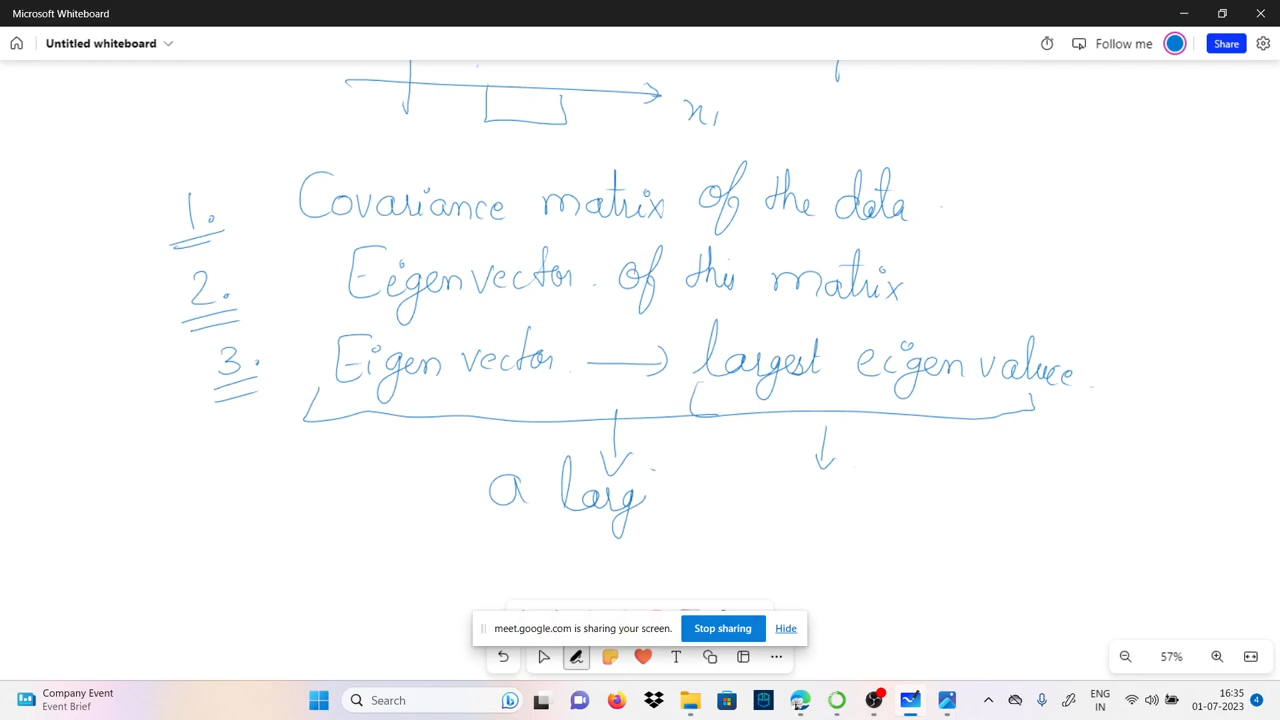 Microsoft Whiteboard
Untitled whiteboard
Follow me
Share
x1
1. Covariance matrix of the data
2. Eigenvector of this matrix
3. Eigen vector → largest eigen value
a larg
meet.google.com is sharing your screen. Stop sharing Hide
T
57%
Company Event
Event Brief
Search
ENG
IN
16:35
01-07-2023
4